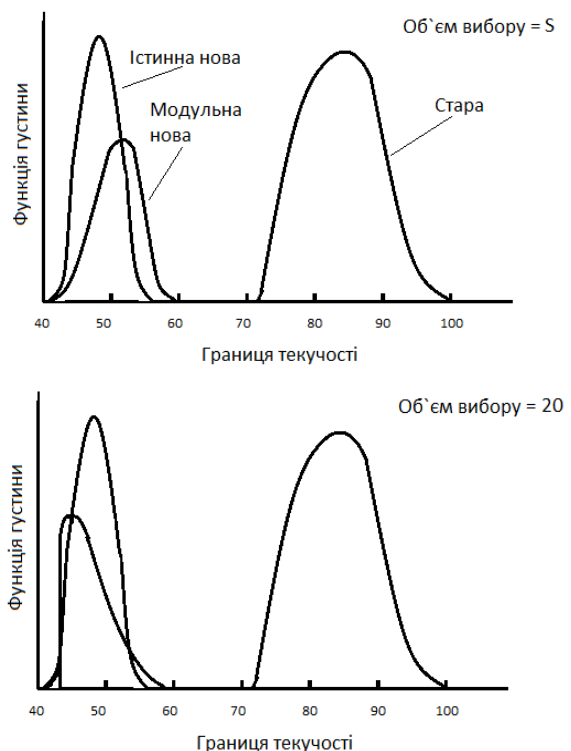 Об`єм вибору = S
Істинна нова
Модульна
нова
Стара
Функція густини
40 50 60 70 80 90 100
Границя текучості
Об`єм вибору = 20
Функція густини
40 50 60 70 80 90 100
Границя текучості